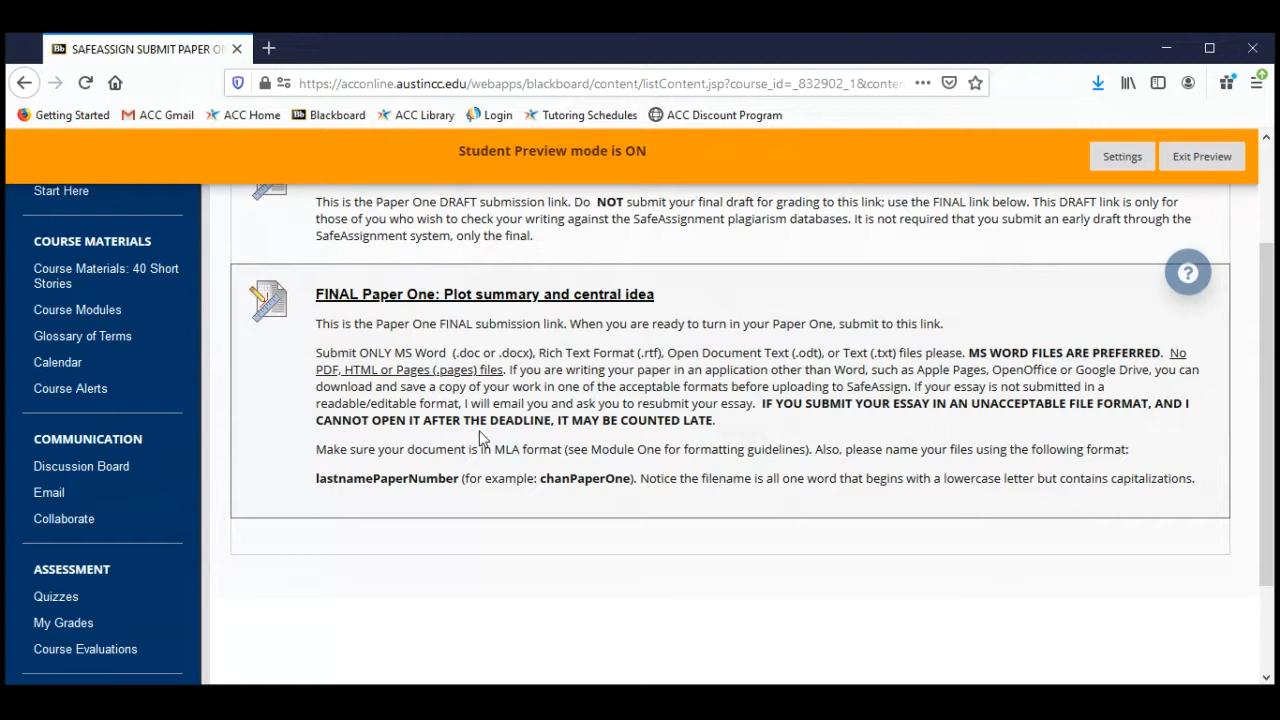 Bb SAFEASSIGN SUBMIT PAPER O
https://acconline.austincc.edu/webapps/blackboard/content/listContent.jsp?course_id=_832902_1&conten
Getting Started ACC Gmail ACC Home Bb Blackboard ACC Library Login Tutoring Schedules ACC Discount Program
Student Preview mode is ON
Settings Exit Preview
Start Here
COURSE MATERIALS
Course Materials: 40 Short
Stories
Course Modules
Glossary of Terms
Calendar
Course Alerts
COMMUNICATION
Discussion Board
Email
Collaborate
ASSESSMENT
Quizzes
My Grades
Course Evaluations
This is the Paper One DRAFT submission link. Do NOT submit your final draft for grading to this link; use the FINAL link below. This DRAFT link is only for
those of you who wish to check your writing against the SafeAssignment plagiarism databases. It is not required that you submit an early draft through the
SafeAssignment system, only the final.
?
FINAL Paper One: Plot summary and central idea
This is the Paper One FINAL submission link. When you are ready to turn in your Paper One, submit to this link.
Submit ONLY MS Word (.doc or .docx), Rich Text Format (.rtf), Open Document Text (.odt), or Text (.txt) files please. MS WORD FILES ARE PREFERRED. No
PDF, HTML or Pages (.pages) files. If you are writing your paper in an application other than Word, such as Apple Pages, OpenOffice or Google Drive, you can
download and save a copy of your work in one of the acceptable formats before uploading to SafeAssign. If your essay is not submitted in a
readable/editable format, I will email you and ask you to resubmit your essay. IF YOU SUBMIT YOUR ESSAY IN AN UNACCEPTABLE FILE FORMAT, AND I
CANNOT OPEN IT AFTER THE DEADLINE, IT MAY BE COUNTED LATE.
Make sure your document is in MLA format (see Module One for formatting guidelines). Also, please name your files using the following format:
lastnamePaperNumber (for example: chanPaperOne). Notice the filename is all one word that begins with a lowercase letter but contains capitalizations.